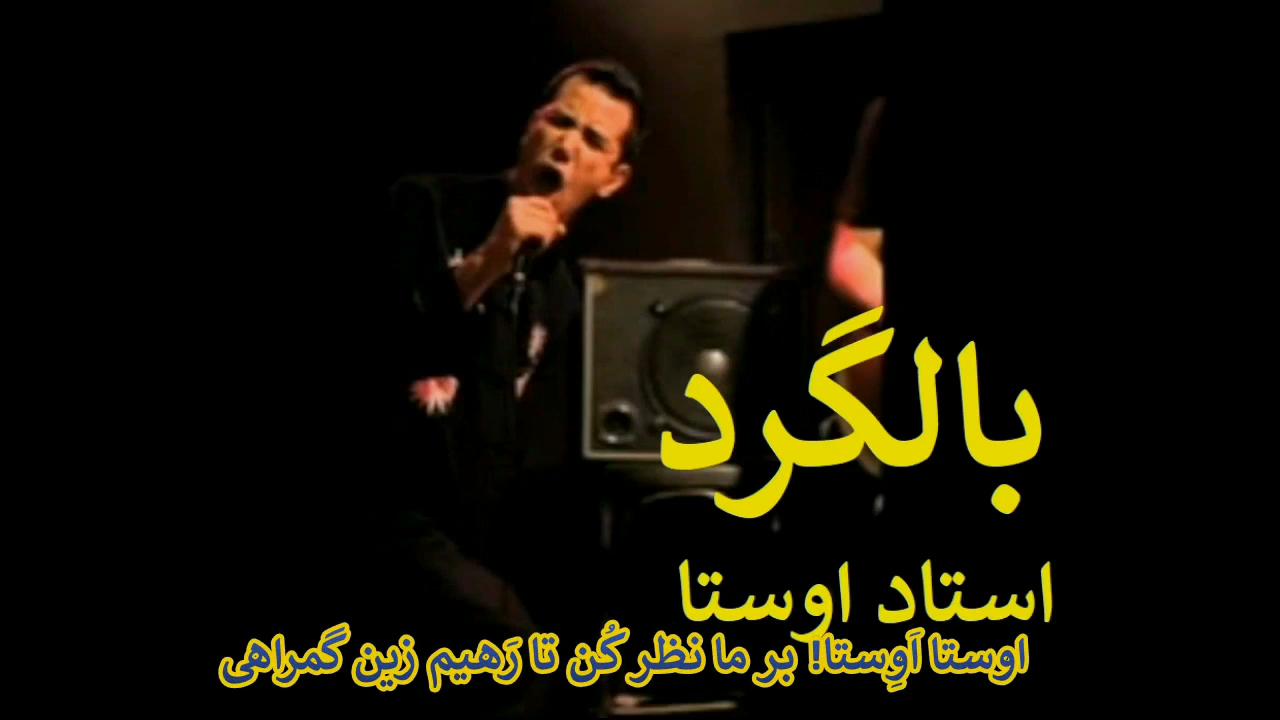 بالگرد
استاد اوستا
اوستا اَوِستا! بر ما نظر کُن تا رَهیم زین گمراهی